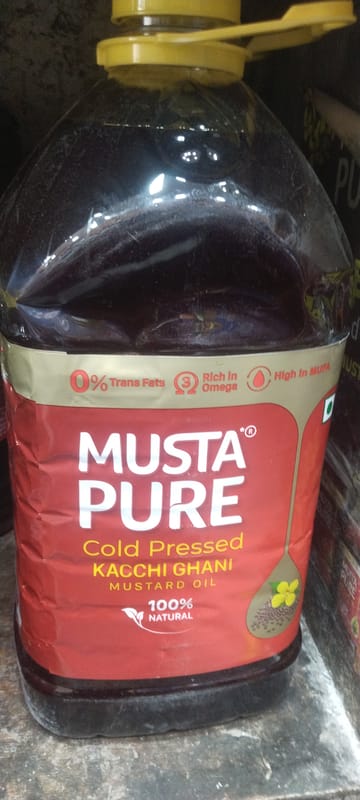 0% Trans Fats
3 Rich in Omega
High in MUFA
MUSTA*®
PURE
Cold Pressed
KACCHI GHANI
MUSTARD OIL
100%
NATURAL
PU